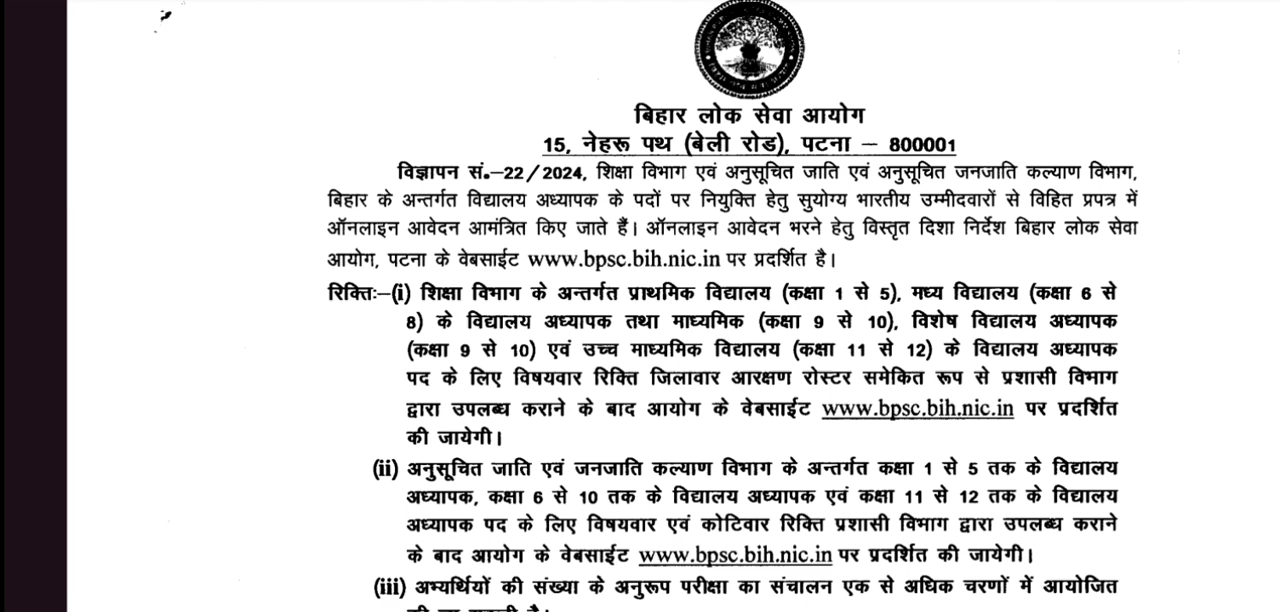 बिहार लोक सेवा आयोग
15, नेहरू पथ (बेली रोड), पटना – 800001
विज्ञापन सं.–22/2024, शिक्षा विभाग एवं अनुसूचित जाति एवं अनुसूचित जनजाति कल्याण विभाग,
बिहार के अन्तर्गत विद्यालय अध्यापक के पदों पर नियुक्ति हेतु सुयोग्य भारतीय उम्मीदवारों से विहित प्रपत्र में
ऑनलाइन आवेदन आमंत्रित किए जाते हैं। ऑनलाइन आवेदन भरने हेतु विस्तृत दिशा निर्देश बिहार लोक सेवा
आयोग, पटना के वेबसाईट www.bpsc.bih.nic.in पर प्रदर्शित है।
रिक्तिः–(i) शिक्षा विभाग के अन्तर्गत प्राथमिक विद्यालय (कक्षा 1 से 5), मध्य विद्यालय (कक्षा 6 से
8) के विद्यालय अध्यापक तथा माध्यमिक (कक्षा 9 से 10), विशेष विद्यालय अध्यापक
(कक्षा 9 से 10) एवं उच्च माध्यमिक विद्यालय (कक्षा 11 से 12) के विद्यालय अध्यापक
पद के लिए विषयवार रिक्ति जिलावार आरक्षण रोस्टर समेकित रूप से प्रशासी विभाग
द्वारा उपलब्ध कराने के बाद आयोग के वेबसाईट www.bpsc.bih.nic.in पर प्रदर्शित
की जायेगी।
(ii) अनुसूचित जाति एवं जनजाति कल्याण विभाग के अन्तर्गत कक्षा 1 से 5 तक के विद्यालय
अध्यापक, कक्षा 6 से 10 तक के विद्यालय अध्यापक एवं कक्षा 11 से 12 तक के विद्यालय
अध्यापक पद के लिए विषयवार एवं कोटिवार रिक्ति प्रशासी विभाग द्वारा उपलब्ध कराने
के बाद आयोग के वेबसाईट www.bpsc.bih.nic.in पर प्रदर्शित की जायेगी।
(iii) अभ्यर्थियों की संख्या के अनुरूप परीक्षा का संचालन एक से अधिक चरणों में आयोजित